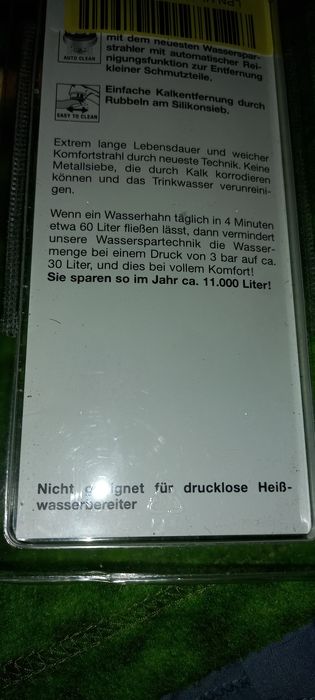 LPNM
mit dem neuesten Wasserspar-
strahler mit automatischer Rei-
nigungsfunktion zur Entfernung
kleiner Schmutzteile.
AUTO CLEAN
Einfache Kalkentfernung durch
Rubbeln am Silikonsieb.
EASY TO CLEAN
Extrem lange Lebensdauer und weicher
Komfortstrahl durch neueste Technik. Keine
Metallsiebe, die durch Kalk korrodieren
können und das Trinkwasser verunreini-
gen.
Wenn ein Wasserhahn täglich in 4 Minuten
etwa 60 Liter fließen lässt, dann vermindert
unsere Wasserspartechnik die Wasser-
menge bei einem Druck von 3 bar auf ca.
30 Liter, und dies bei vollem Komfort!
Sie sparen so im Jahr ca. 11.000 Liter!
Nicht geeignet für drucklose Heiß-
wasserbereiter